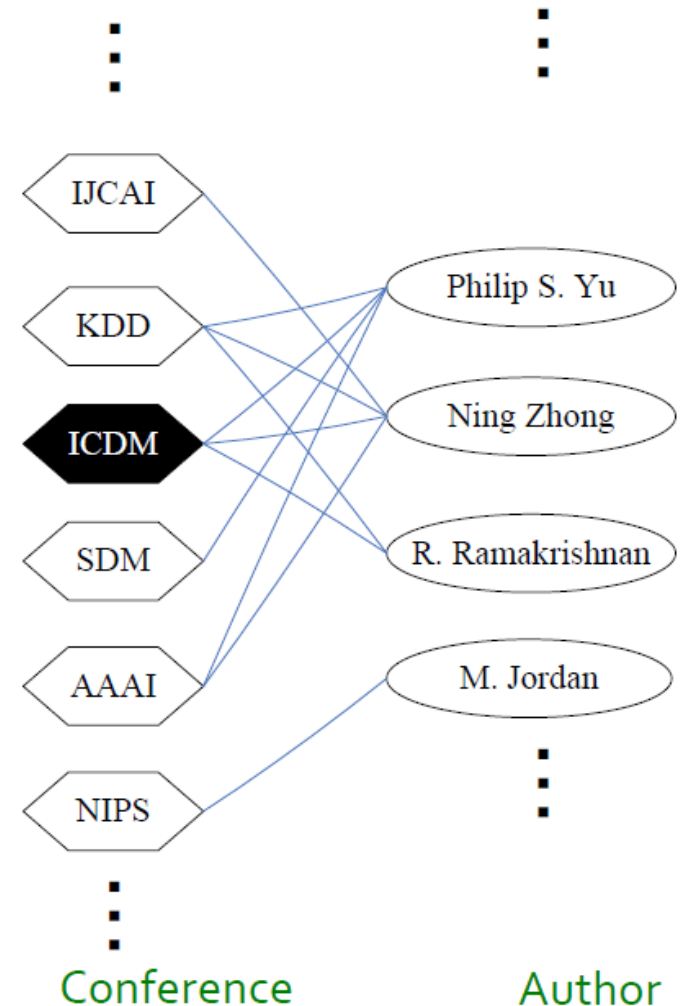 IJCAI
KDD
ICDM
SDM
AAAI
NIPS
Philip S. Yu
Ning Zhong
R. Ramakrishnan
M. Jordan
Conference
Author